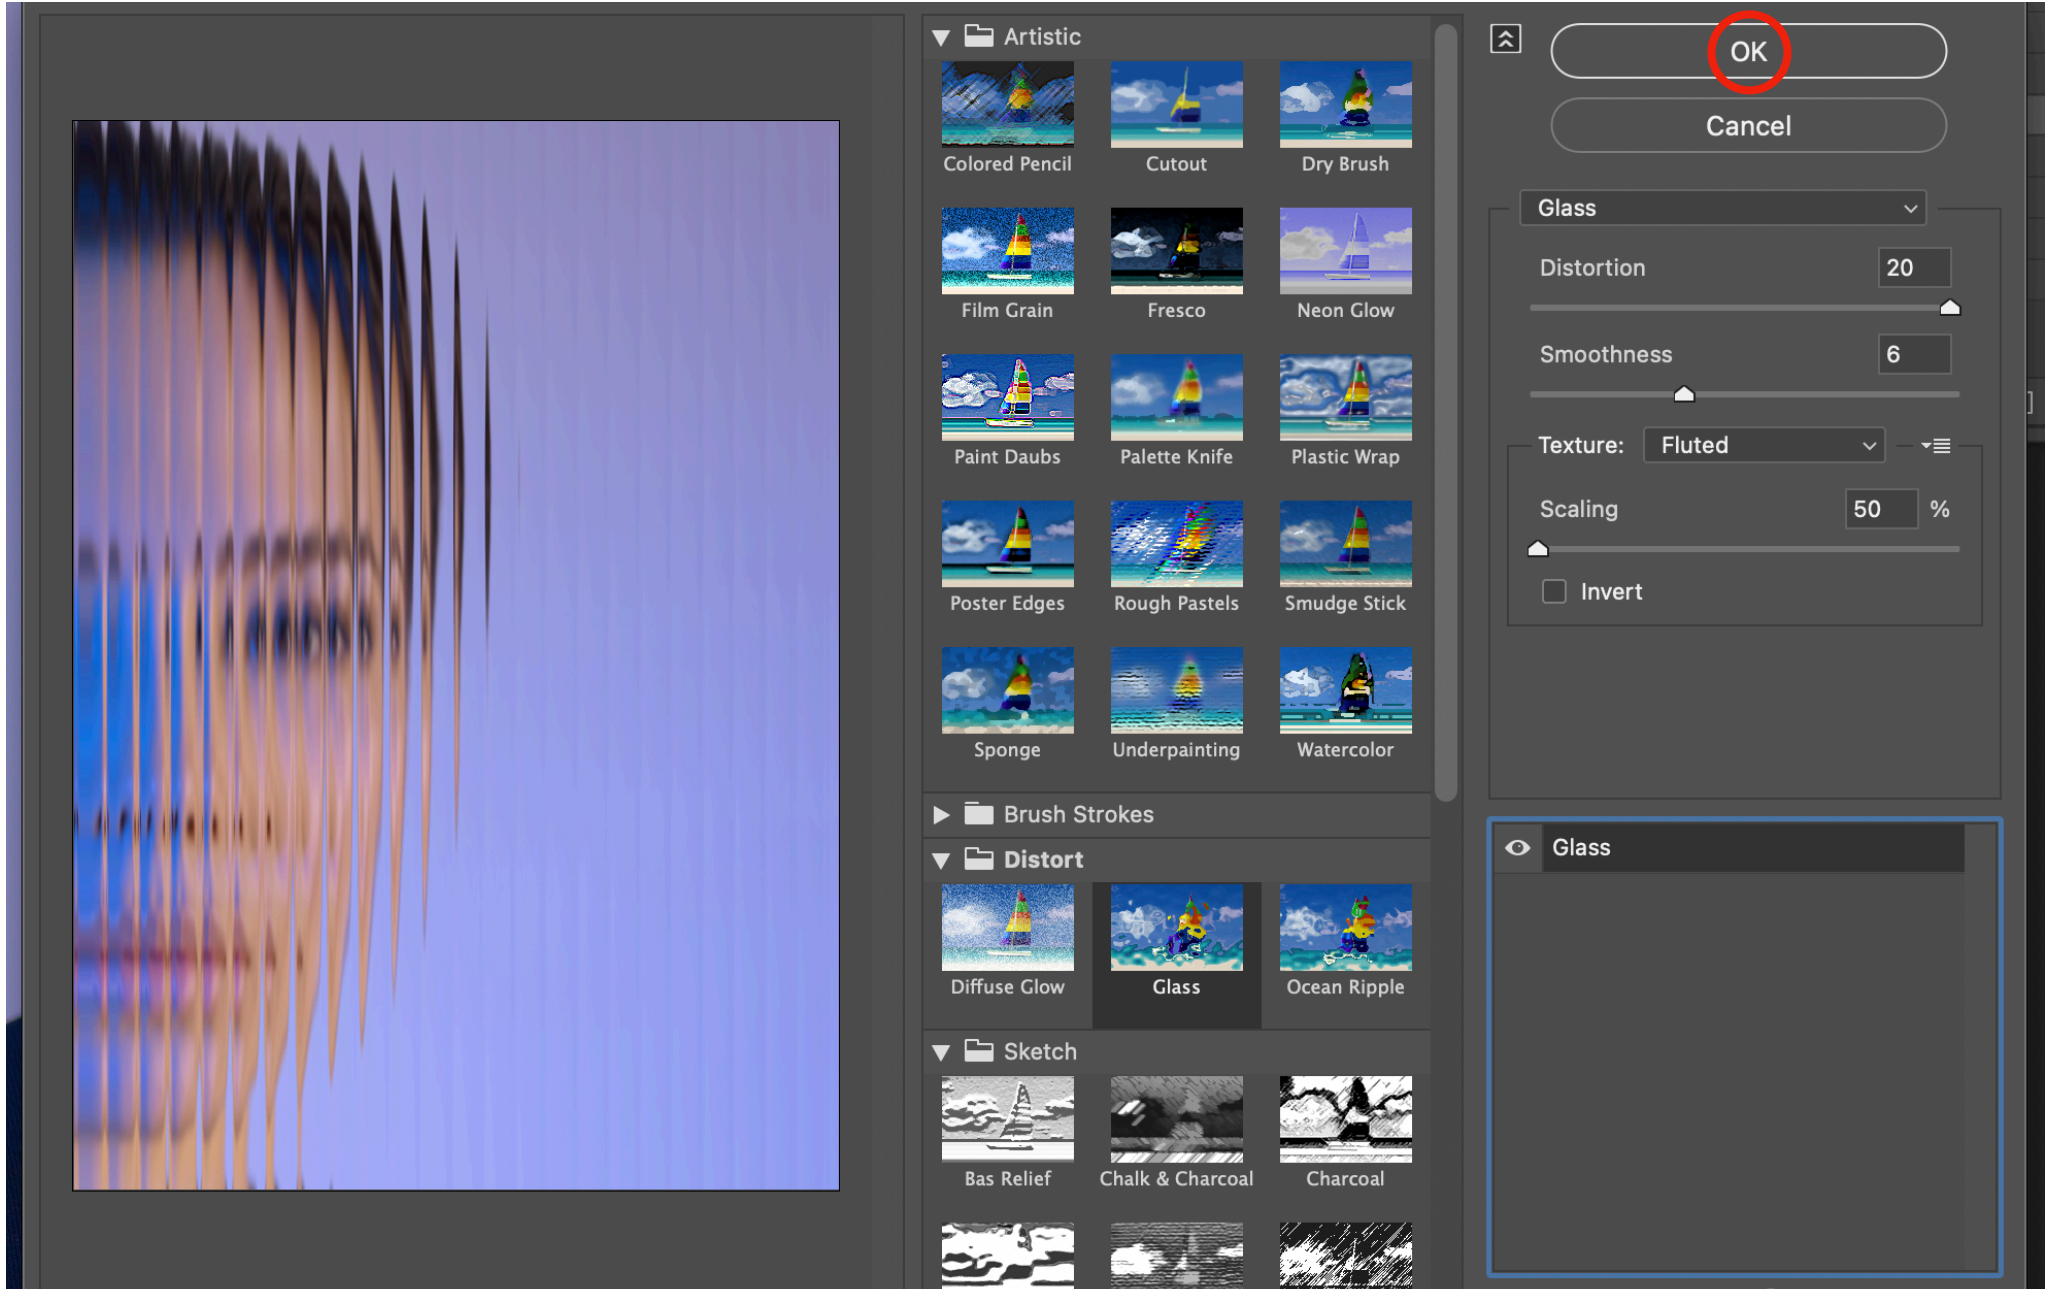 Artistic
Colored Pencil
Cutout
Dry Brush
Film Grain
Fresco
Neon Glow
Paint Daubs
Palette Knife
Plastic Wrap
Poster Edges
Rough Pastels
Smudge Stick
Sponge
Underpainting
Watercolor
Brush Strokes
Distort
Diffuse Glow
Glass
Ocean Ripple
Sketch
Bas Relief
Chalk & Charcoal
Charcoal
OK
Cancel
Glass
Distortion 20
Smoothness 6
Texture: Fluted
Scaling 50 %
Invert
Glass